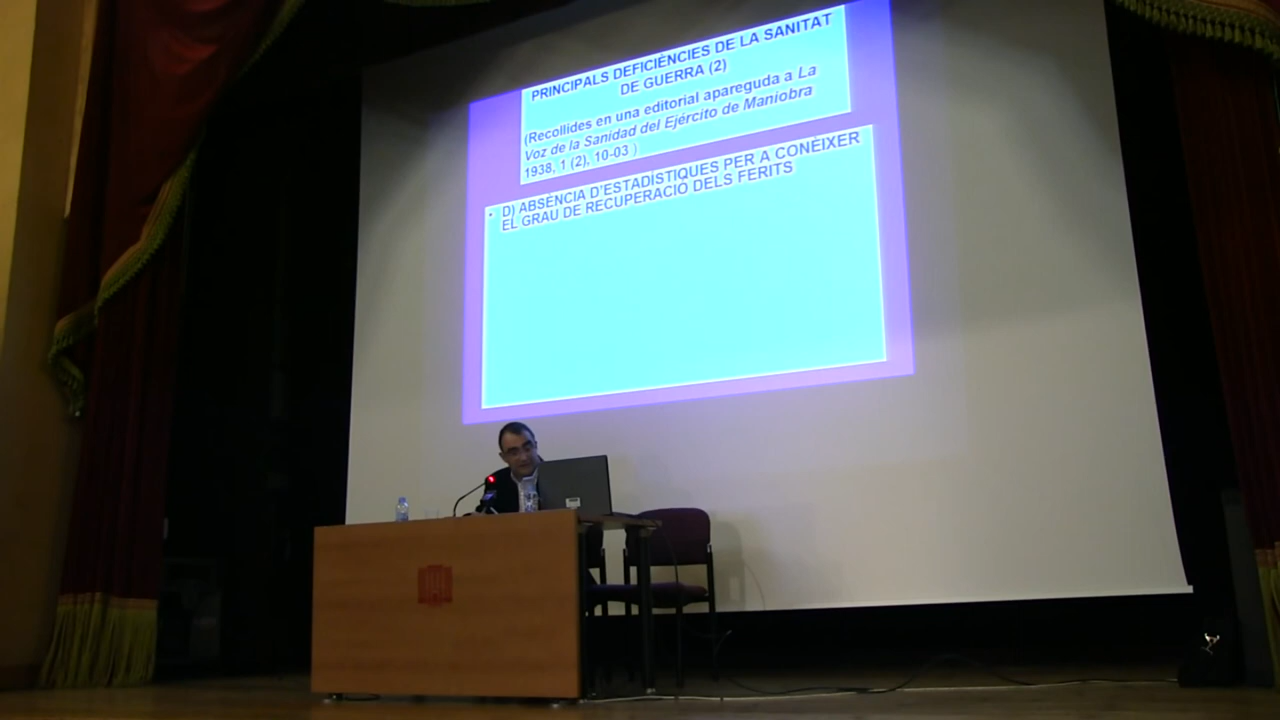 PRINCIPALS DEFICIÈNCIES DE LA SANITAT
DE GUERRA (2)
(Recollides en una editorial apareguda a La
Voz de la Sanidad del Ejército de Maniobra
1938, 1 (2), 10-03 )
• D) ABSÈNCIA D'ESTADÍSTIQUES PER A CONÈIXER
EL GRAU DE RECUPERACIÓ DELS FERITS